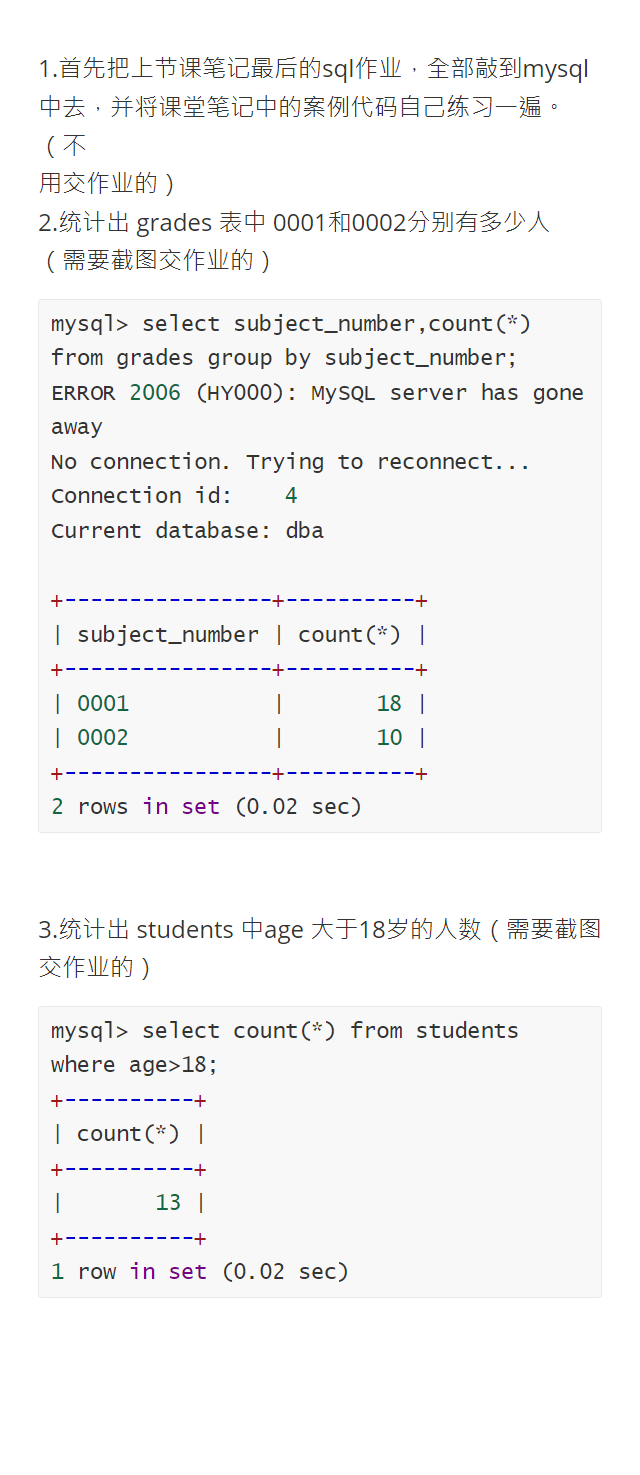 1.首先把上节课笔记最后的sql作业，全部敲到mysql
中去，并将课堂笔记中的案例代码自己练习一遍。
（不
用交作业的）
2.统计出 grades 表中 0001和0002分别有多少人
（需要截图交作业的）
mysql> select subject_number,count(*)
from grades group by subject_number;
ERROR 2006 (HY000): MySQL server has gone
away
No connection. Trying to reconnect...
Connection id:    4
Current database: dba
+----------------+----------+
| subject_number | count(*) |
+----------------+----------+
| 0001           |       18 |
| 0002           |       10 |
+----------------+----------+
2 rows in set (0.02 sec)
3.统计出 students 中age 大于18岁的人数（需要截图
交作业的）
mysql> select count(*) from students
where age>18;
+----------+
| count(*) |
+----------+
|       13 |
+----------+
1 row in set (0.02 sec)